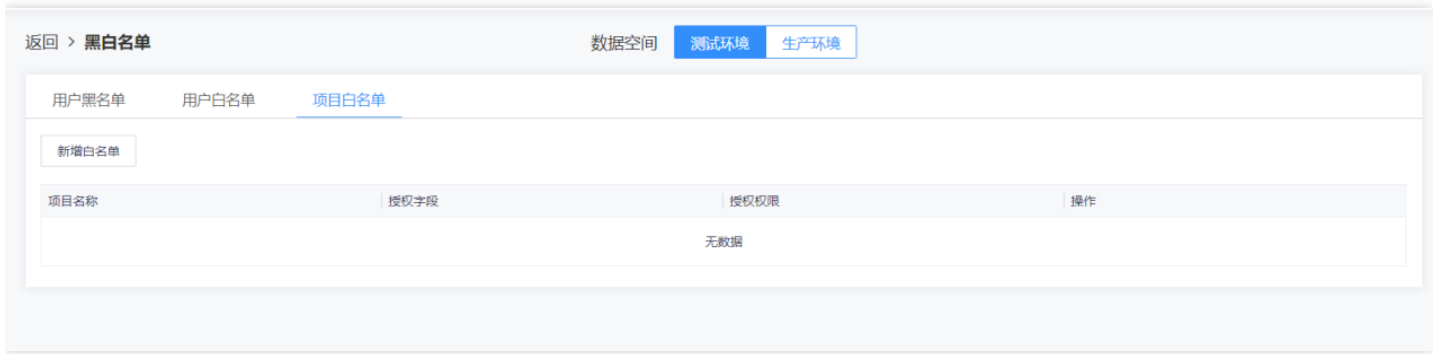 返回 > 黑白名单 数据空间 测试环境 生产环境
用户黑名单 用户白名单 项目白名单
新增白名单
项目名称 授权字段 授权权限 操作
无数据